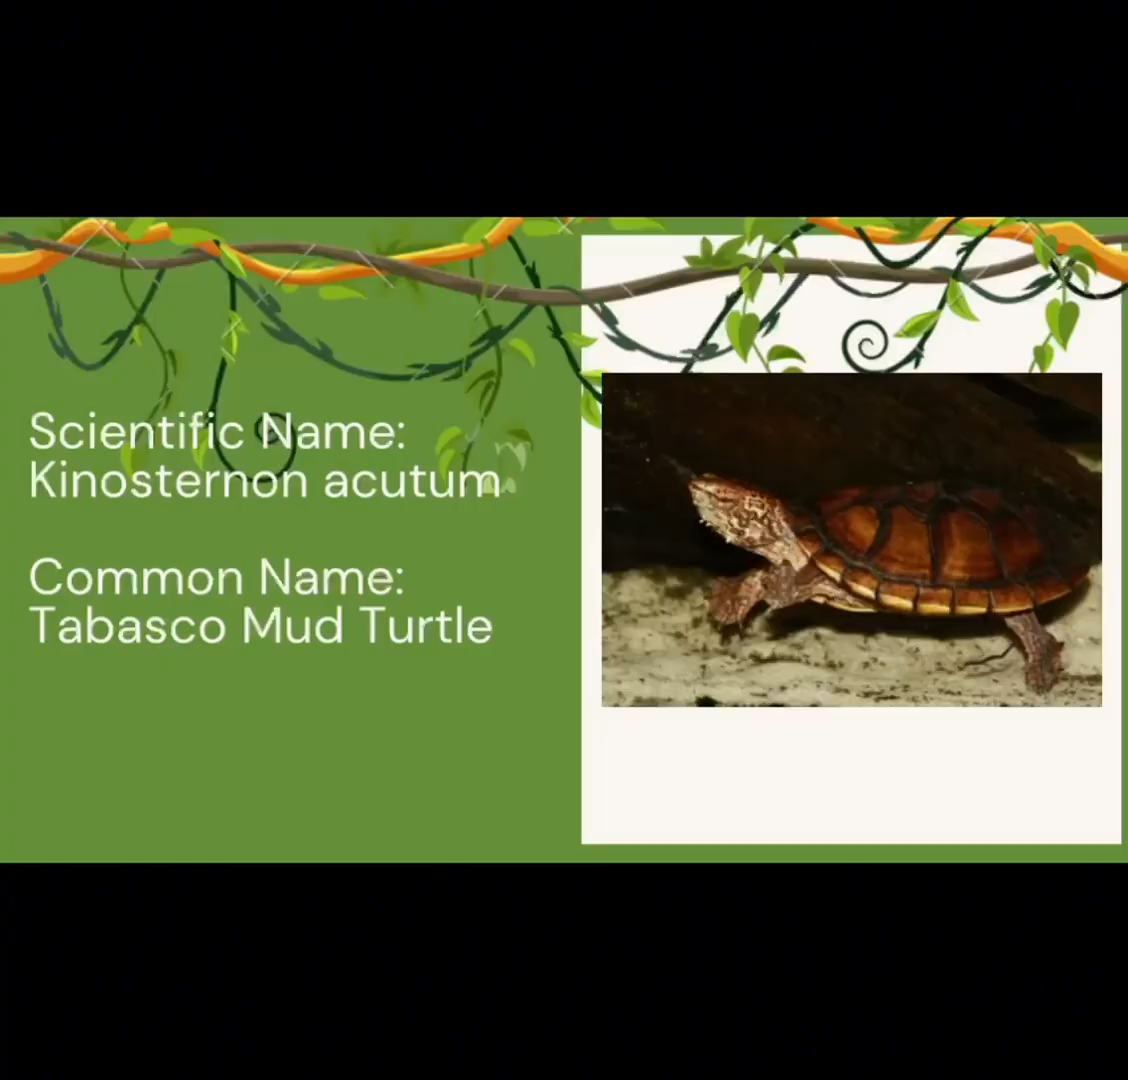 Scientific Name:
Kinosternon acutum
Common Name:
Tabasco Mud Turtle